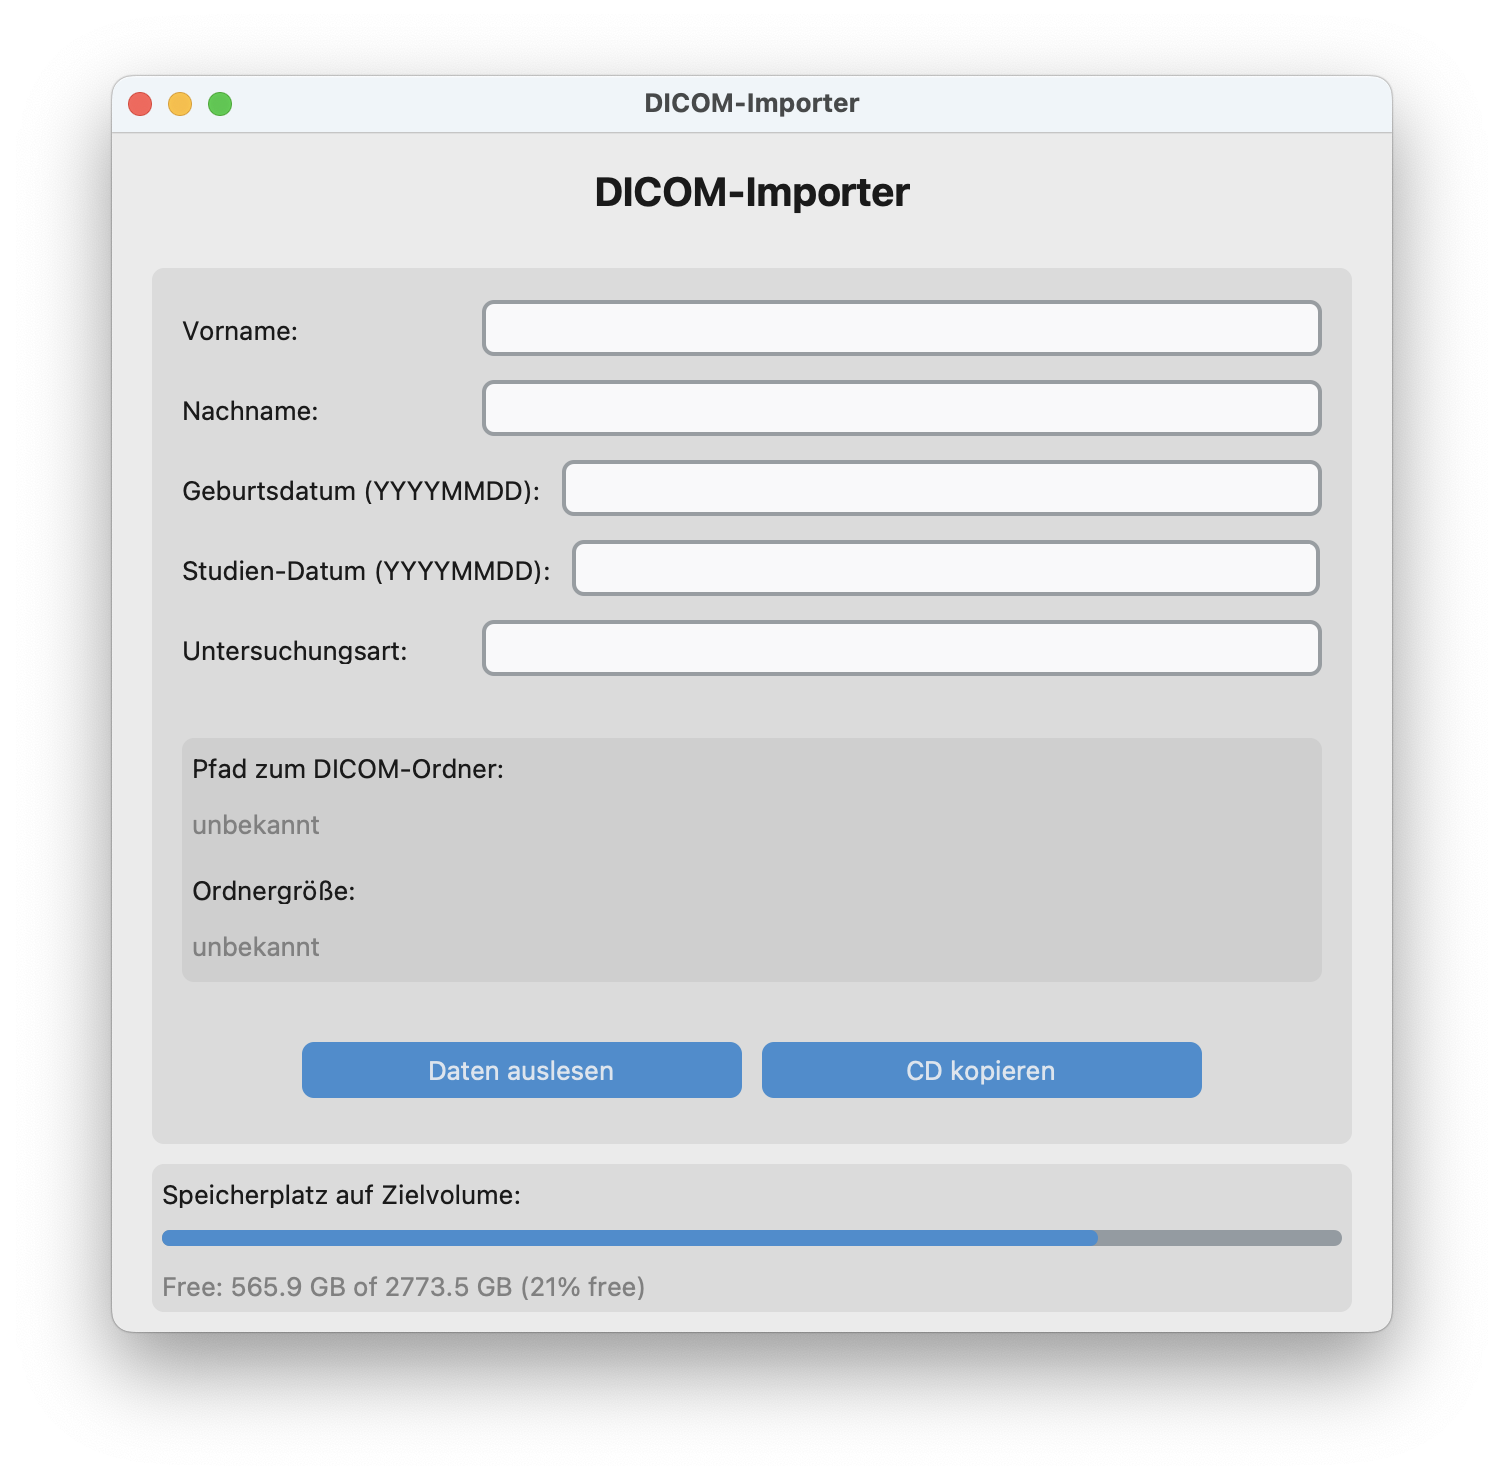 DICOM-Importer
DICOM-Importer
Vorname:
Nachname:
Geburtsdatum (YYYYMMDD):
Studien-Datum (YYYYMMDD):
Untersuchungsart:
Pfad zum DICOM-Ordner:
unbekannt
Ordnergröße:
unbekannt
Daten auslesen CD kopieren
Speicherplatz auf Zielvolume:
Free: 565.9 GB of 2773.5 GB (21% free)